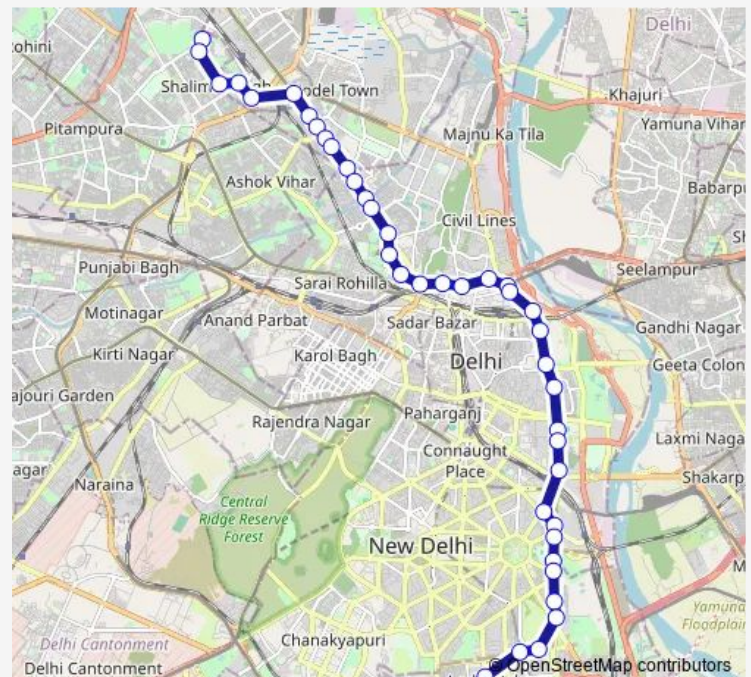 Delhi
ohini
Khajuri
Model Town
Yamuna Vihar
Pitampura
Majnu Ka Tila
Ashok Vihar
Babarpu
Civil Lines
Punjabi Bagh
Seelampur
Sarai Rohilla
Motinagar
Anand Parbat
Sadar Bazar
Gandhi Nagar
Kirti Nagar
Karol Bagh
Delhi
Geeta Colon
ajouri Garden
Rajendra Nagar
Paharganj
Laxmi Naga
Connaught
Place
agar
Shakarp
Naraina
Central
Ridge Reserve
Forest
New Delhi
Yamuna
Floodplain
Chanakyapuri
Delhi Cantonment
Delhi Cantonment
© OpenStreetMap contributors